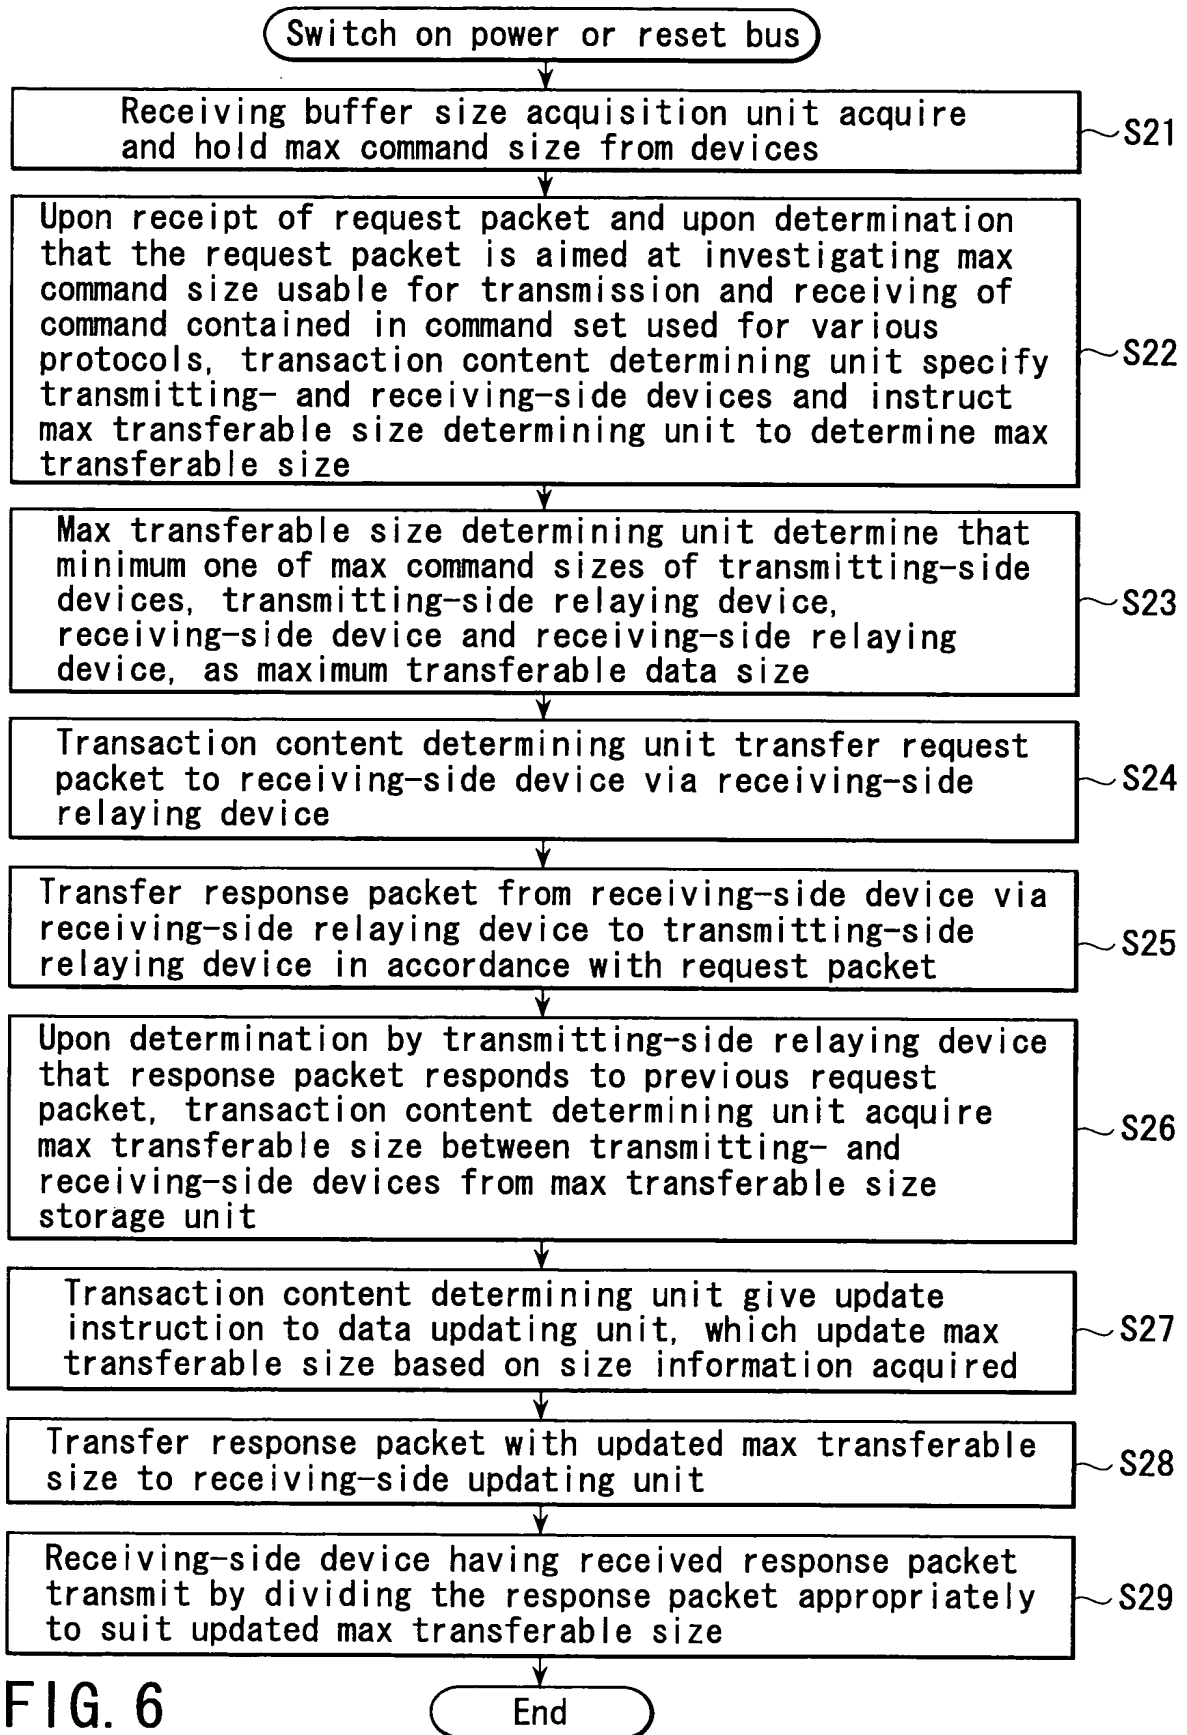 Switch on power or reset bus
Receiving buffer size acquisition unit acquire
and hold max command size from devices
S21
Upon receipt of request packet and upon determination
that the request packet is aimed at investigating max
command size usable for transmission and receiving of
command contained in command set used for various
protocols, transaction content determining unit specify
transmitting- and receiving-side devices and instruct
max transferable size determining unit to determine max
transferable size
S22
Max transferable size determining unit determine that
minimum one of max command sizes of transmitting-side
devices, transmitting-side relaying device,
receiving-side device and receiving-side relaying
device, as maximum transferable data size
S23
Transaction content determining unit transfer request
packet to receiving-side device via receiving-side
relaying device
S24
Transfer response packet from receiving-side device via
receiving-side relaying device to transmitting-side
relaying device in accordance with request packet
S25
Upon determination by transmitting-side relaying device
that response packet responds to previous request
packet, transaction content determining unit acquire
max transferable size between transmitting- and
receiving-side devices from max transferable size
storage unit
S26
Transaction content determining unit give update
instruction to data updating unit, which update max
transferable size based on size information acquired
S27
Transfer response packet with updated max transferable
size to receiving-side updating unit
S28
Receiving-side device having received response packet
transmit by dividing the response packet appropriately
to suit updated max transferable size
S29
FIG. 6
End